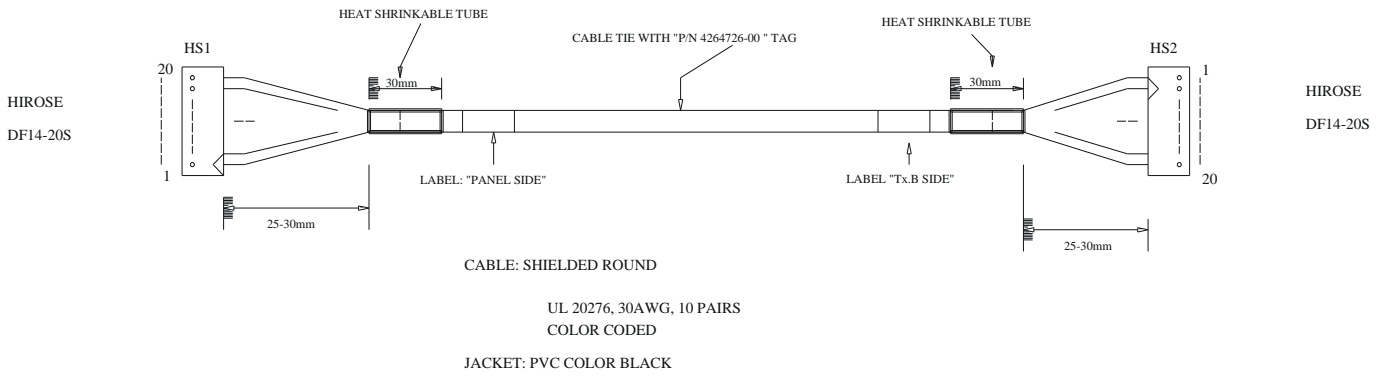 HEAT SHRINKABLE TUBE
HEAT SHRINKABLE TUBE
CABLE TIE WITH "P/N 4264726-00 " TAG
HS1
HS2
20
1
30mm
30mm
HIROSE
DF14-20S
HIROSE
DF14-20S
1
20
LABEL: "PANEL SIDE"
LABEL "Tx.B SIDE"
25-30mm
25-30mm
CABLE: SHIELDED ROUND
UL 20276, 30AWG, 10 PAIRS
COLOR CODED
JACKET: PVC COLOR BLACK